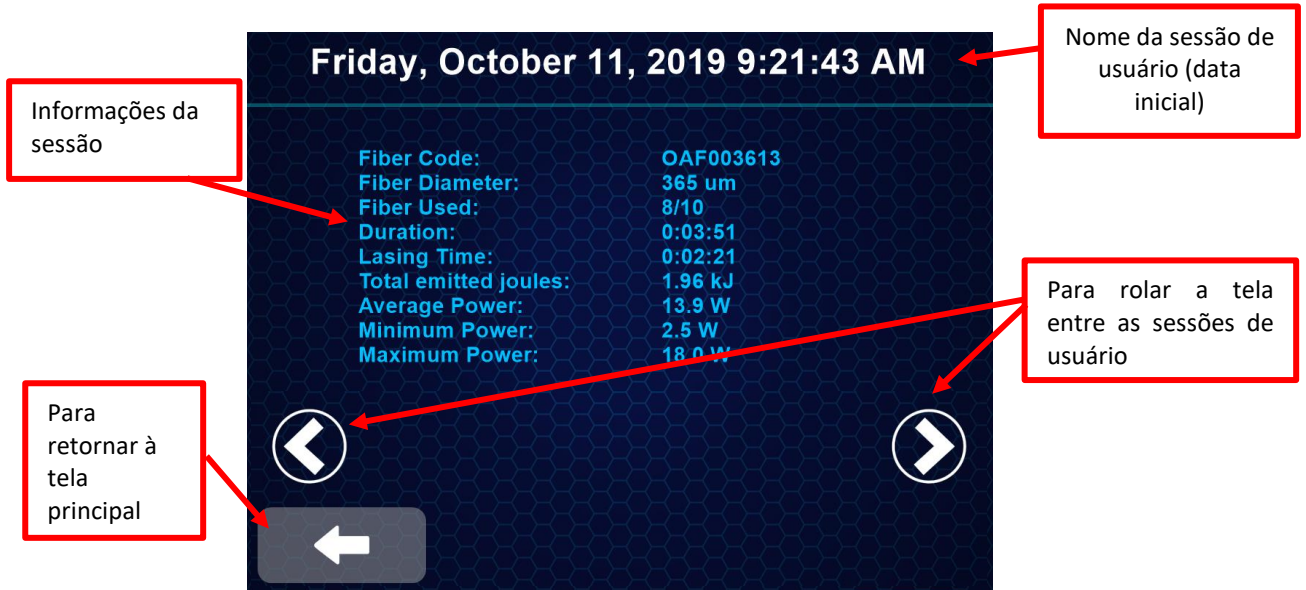 Friday, October 11, 2019 9:21:43 AM
Nome da sessão de
usuário (data
inicial)
Informações da
sessão
Fiber Code: OAF003613
Fiber Diameter: 365 um
Fiber Used: 8/10
Duration: 0:03:51
Lasing Time: 0:02:21
Total emitted joules: 1.96 kJ
Average Power: 13.9 W
Minimum Power: 2.5 W
Maximum Power: 18.0 W
Para rolar a tela
entre as sessões de
usuário
Para
retornar à
tela
principal